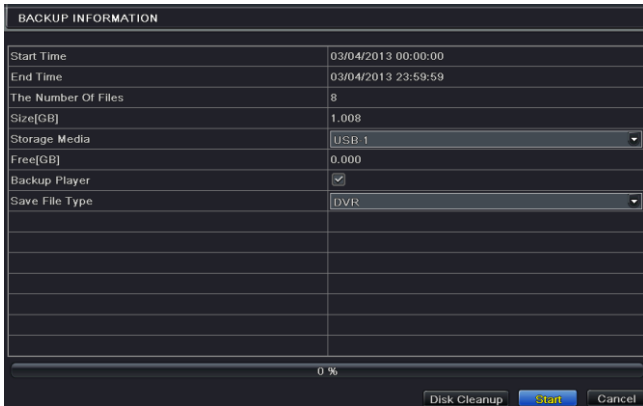 BACKUP INFORMATION
Start Time 03/04/2013 00:00:00
End Time 03/04/2013 23:59:59
The Number Of Files 8
Size[GB] 1.008
Storage Media USB-1
Free[GB] 0.000
Backup Player
Save File Type DVR
0 %
Disk Cleanup Start Cancel